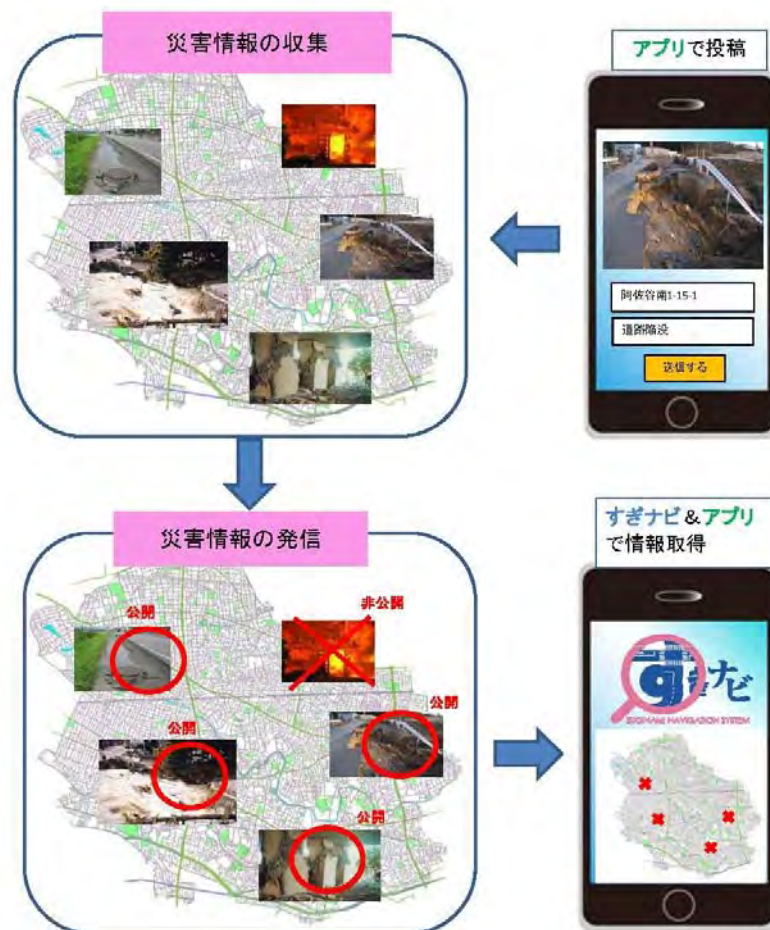 災害情報の収集
アプリで投稿
阿佐谷南1-15-1
道路陥没
送信する
災害情報の発信
公開
非公開
公開
公開
公開
すぎナビ&アプリ
で情報取得
すぎナビ
SUGINAMI NAVIGATION SYSTEM